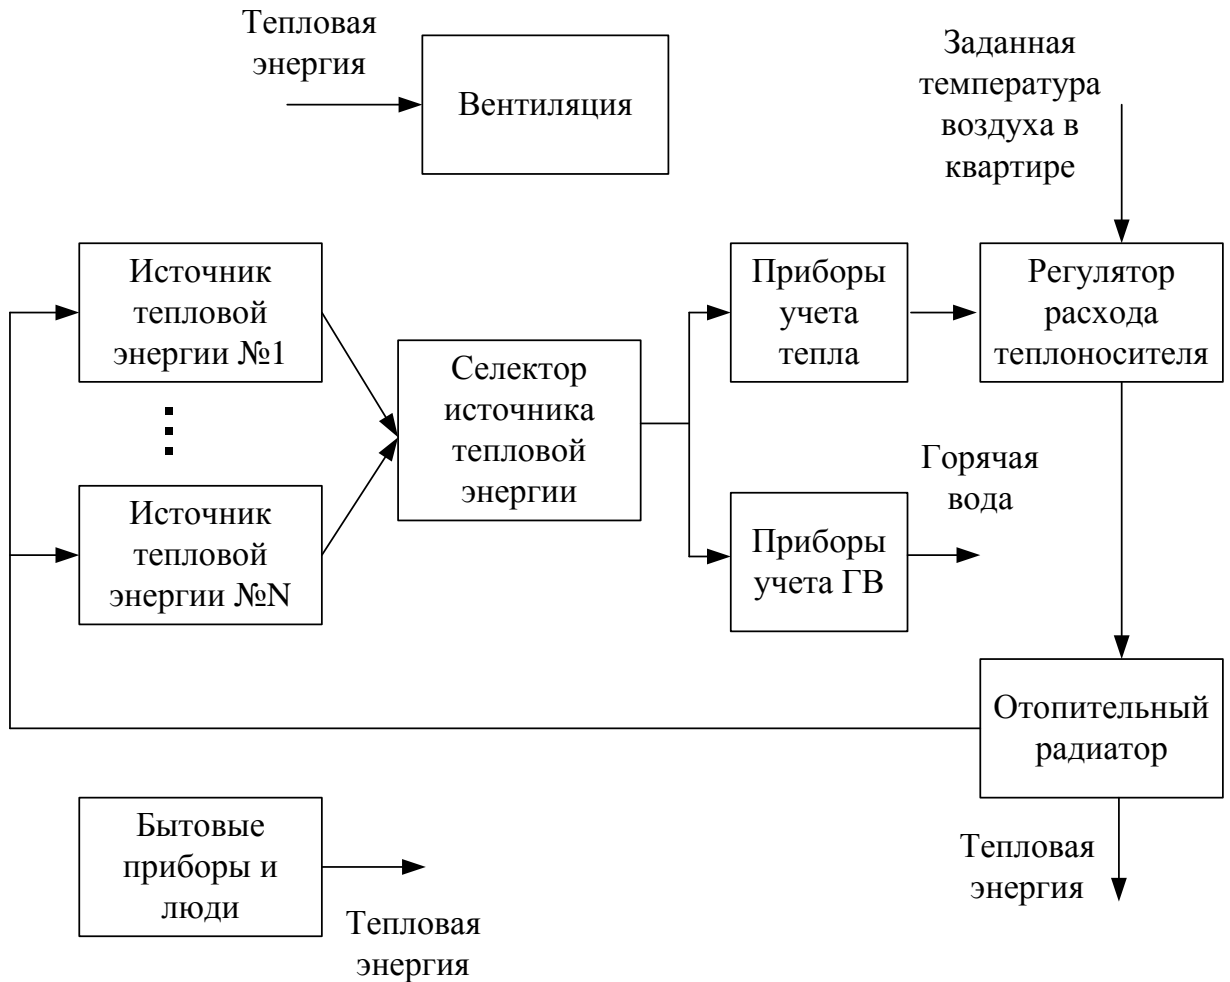 Тепловая
энергия
Вентиляция
Заданная
температура
воздуха в
квартире
Источник
тепловой
энергии №1
Селектор
источника
тепловой
энергии
Приборы
учета
тепла
Регулятор
расхода
теплоносителя
Источник
тепловой
энергии №N
Приборы
учета ГВ
Горячая
вода
Отопительный
радиатор
Бытовые
приборы и
люди
Тепловая
энергия
Тепловая
энергия